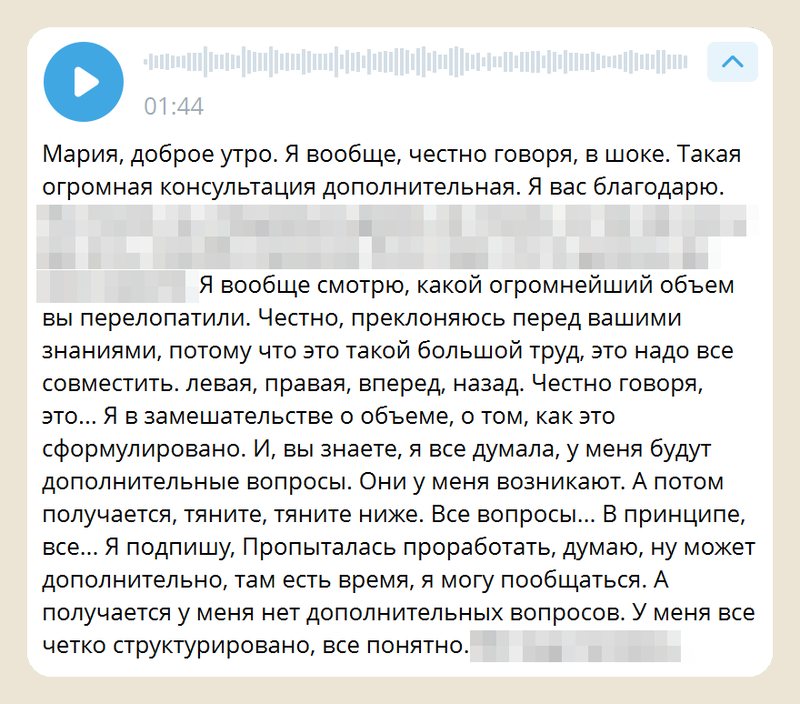 01:44
Мария, доброе утро. Я вообще, честно говоря, в шоке. Такая
огромная консультация дополнительная. Я вас благодарю.
Я вообще смотрю, какой огромнейший объем
вы перелопатили. Честно, преклоняюсь перед вашими
знаниями, потому что это такой большой труд, это надо все
совместить. левая, правая, вперед, назад. Честно говоря,
это... Я в замешательстве о объеме, о том, как это
сформулировано. И, вы знаете, я все думала, у меня будут
дополнительные вопросы. Они у меня возникают. А потом
получается, тяните, тяните ниже. Все вопросы... В принципе,
все... Я подпишу, Пропыталась проработать, думаю, ну может
дополнительно, там есть время, я могу пообщаться. А
получается у меня нет дополнительных вопросов. У меня все
четко структурировано, все понятно.